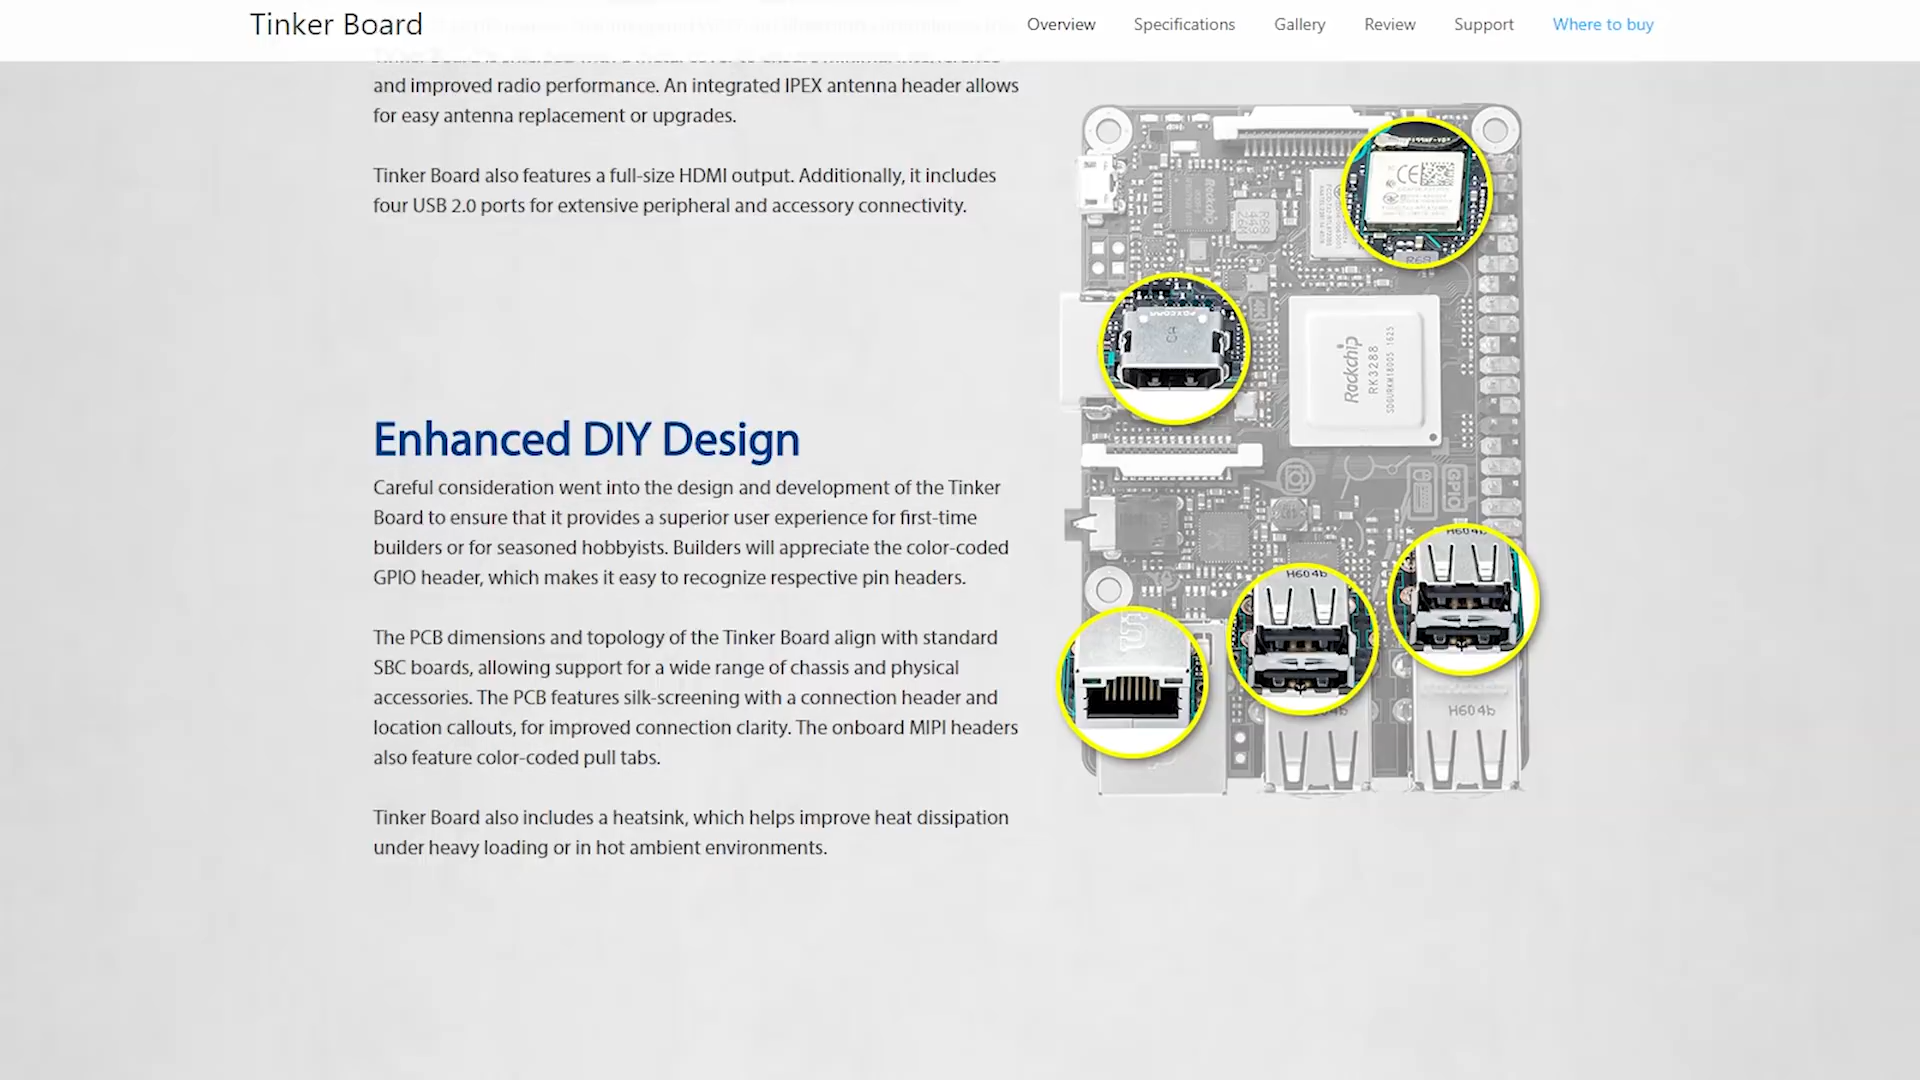 Tinker Board
Overview
Specifications
Gallery
Review
Support
Where to buy
and improved radio performance. An integrated IPEX antenna header allows
for easy antenna replacement or upgrades.
Tinker Board also features a full-size HDMI output. Additionally, it includes
four USB 2.0 ports for extensive peripheral and accessory connectivity.
Enhanced DIY Design
Careful consideration went into the design and development of the Tinker
Board to ensure that it provides a superior user experience for first-time
builders or for seasoned hobbyists. Builders will appreciate the color-coded
GPIO header, which makes it easy to recognize respective pin headers.
The PCB dimensions and topology of the Tinker Board align with standard
SBC boards, allowing support for a wide range of chassis and physical
accessories. The PCB features silk-screening with a connection header and
location callouts, for improved connection clarity. The onboard MIPI headers
also feature color-coded pull tabs.
Tinker Board also includes a heatsink, which helps improve heat dissipation
under heavy loading or in hot ambient environments.
CE
R68
FOXCONN
Rockchip
RK3288
GPIO
H604b
H604b
H604b
H604b